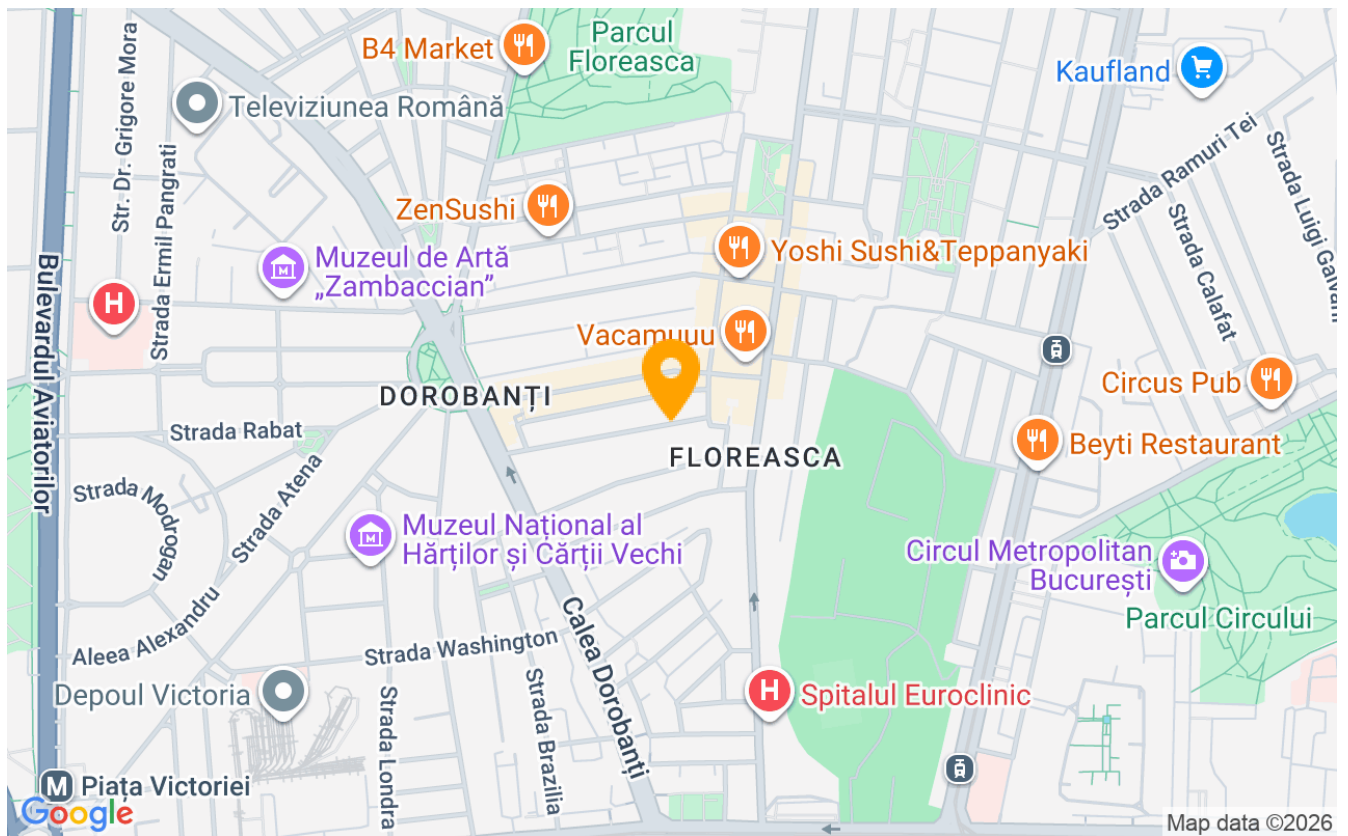 B4 Market
Parcul
Floreasca
Kaufland
Televiziunea Română
Str. Dr. Grigore Mora
Strada Ermil Pangrati
Strada Ramuri Tei
Strada Luigi Galvani
Strada Calafat
ZenSushi
Muzeul de Artă
„Zambaccian”
Yoshi Sushi&Teppanyaki
H
Bulevardul Aviatorilor
Vacamuuu
DOROBANȚI
Circus Pub
Strada Rabat
FLOREASCA
Beyti Restaurant
Strada Modrogan
Strada Atena
Muzeul Național al
Hărților și Cărții Vechi
Circul Metropolitan
București
Parcul Circului
Aleea Alexandru
Strada Washington
Calea Dorobanți
Depoul Victoria
Strada Londra
Strada Brazilia
H
Spitalul Euroclinic
M
Piața Victoriei
Google
Map data ©2026